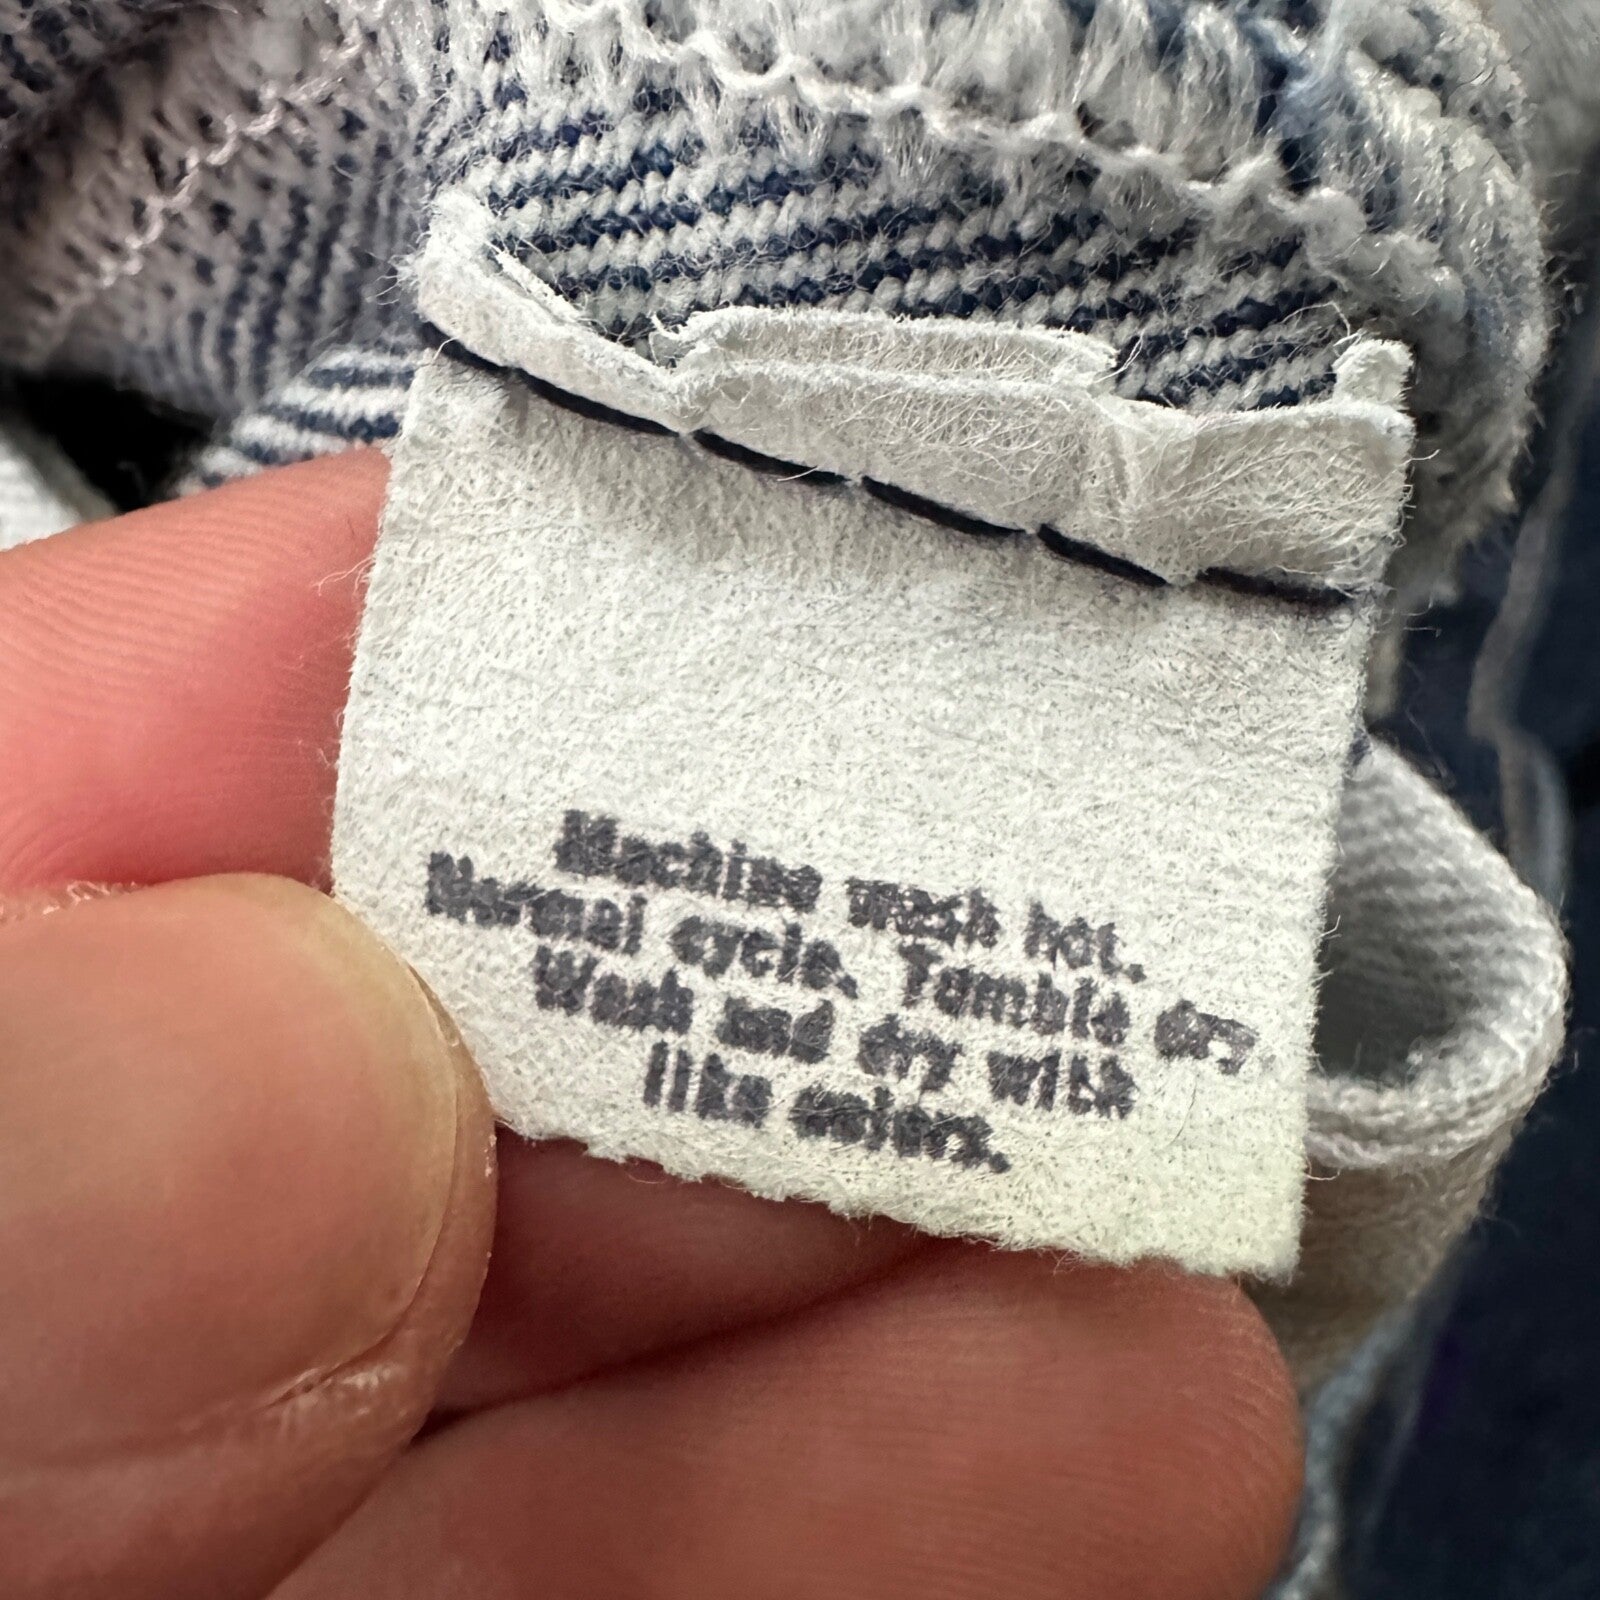 Machine wash hot.
Normal cycle. Tumble dry.
Wash and dry with
like colors.